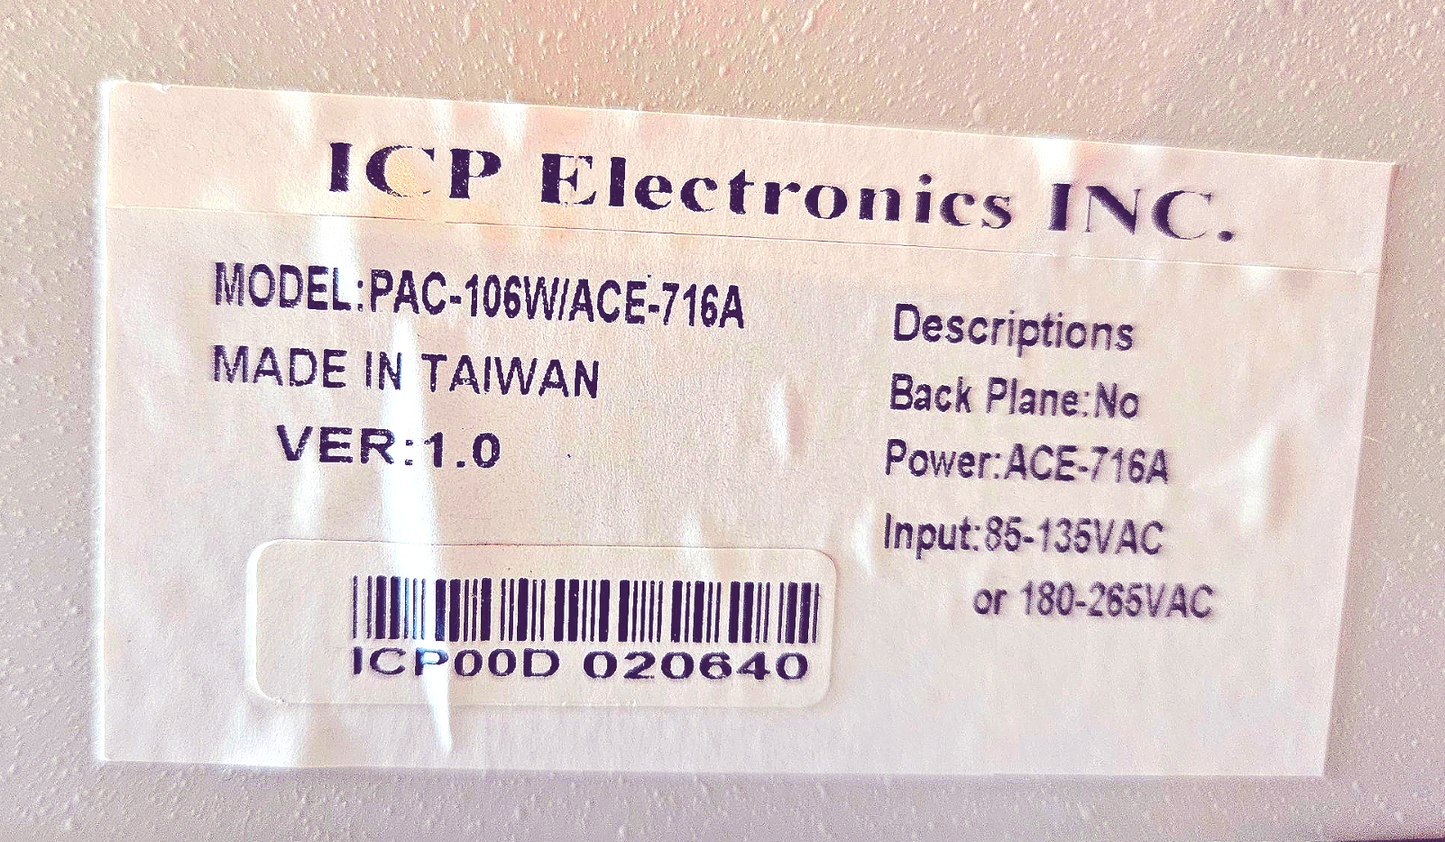 ICP Electronics INC.
MODEL:PAC-106W/ACE-716A
MADE IN TAIWAN
VER:1.0
ICP00D 020640
Descriptions
Back Plane:No
Power:ACE-716A
Input:85-135VAC
or 180-265VAC